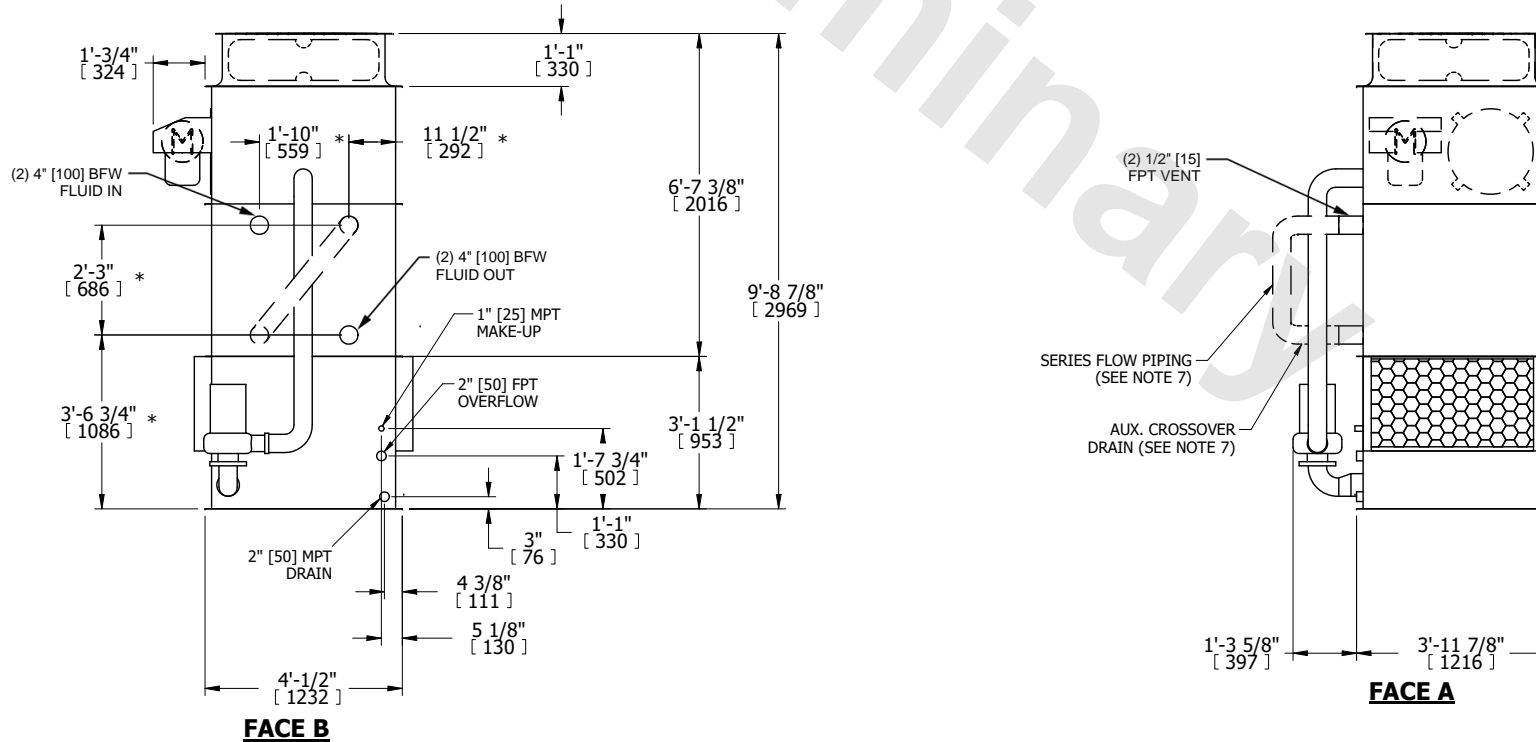 1'-3/4"
[ 324 ]
1'-1"
[ 330 ]
M
1'-10" *
[ 559 ]
11 1/2" *
[ 292 ]
(2) 4" [100] BFW
FLUID IN
6'-7 3/8"
[ 2016 ]
(2) 4" [100] BFW
FLUID OUT
2'-3" *
[ 686 ]
9'-8 7/8"
[ 2969 ]
1" [25] MPT
MAKE-UP
2" [50] FPT
OVERFLOW
3'-6 3/4" *
[ 1086 ]
3'-1 1/2"
[ 953 ]
1'-7 3/4"
[ 502 ]
1'-1"
[ 330 ]
3"
[ 76 ]
2" [50] MPT
DRAIN
4 3/8"
[ 111 ]
5 1/8"
[ 130 ]
4'-1/2"
[ 1232 ]
FACE B
M
(2) 1/2" [15]
FPT VENT
SERIES FLOW PIPING
(SEE NOTE 7)
AUX. CROSSOVER
DRAIN (SEE NOTE 7)
1'-3 5/8"
[ 397 ]
3'-11 7/8"
[ 1216 ]
FACE A